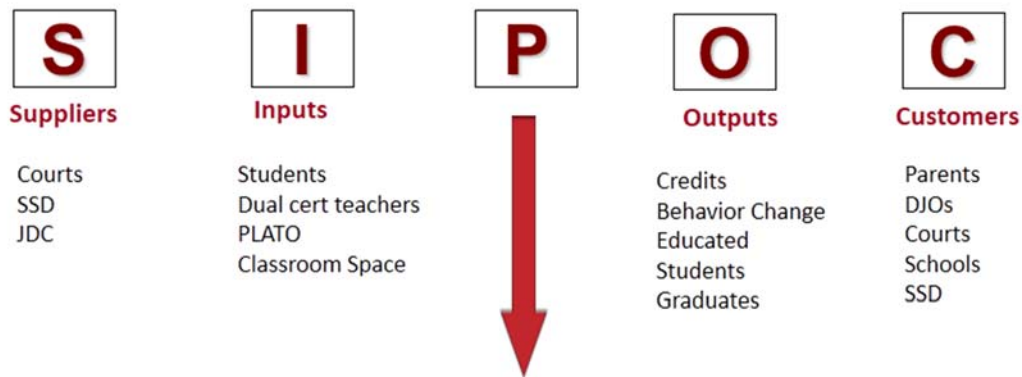 S I P O C
Suppliers
Inputs
Outputs
Customers
Courts
SSD
JDC
Students
Dual cert teachers
PLATO
Classroom Space
Credits
Behavior Change
Educated
Students
Graduates
Parents
DJOs
Courts
Schools
SSD